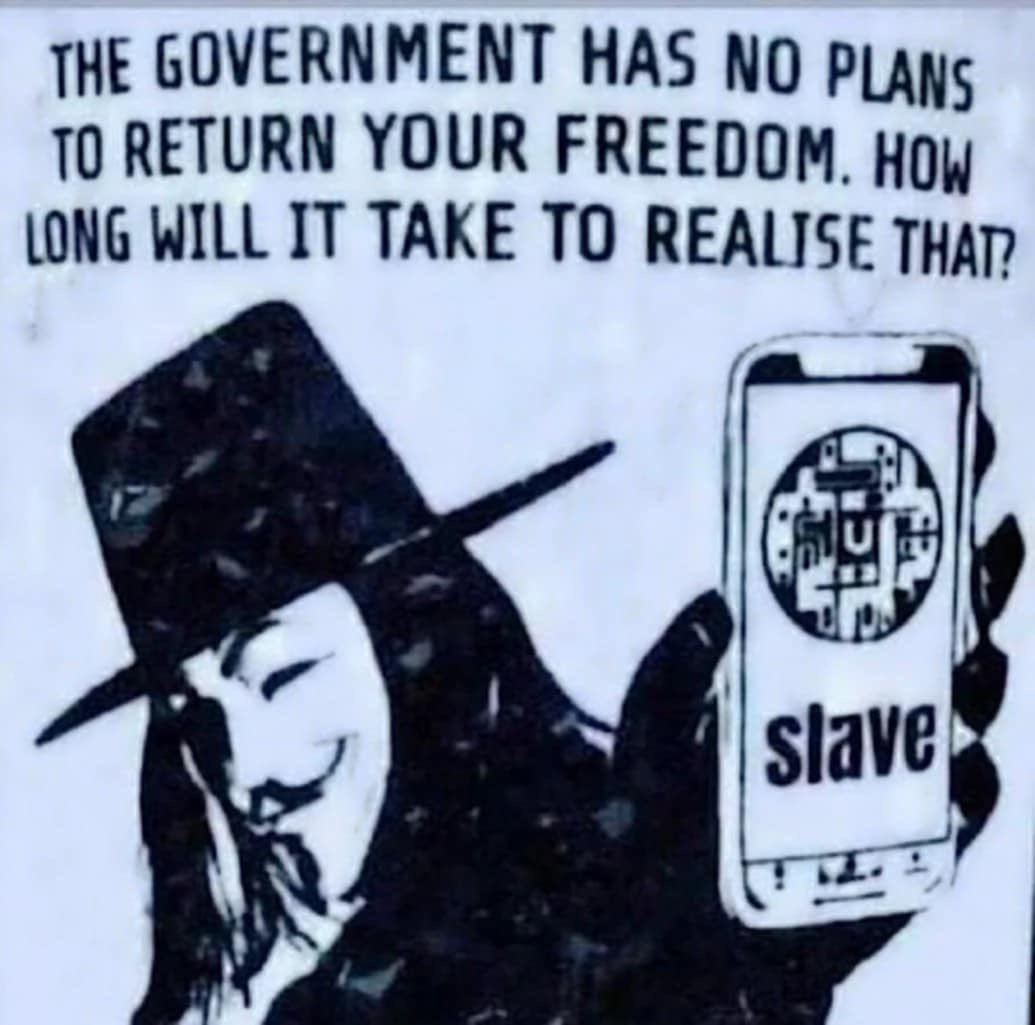 THE GOVERNMENT HAS NO PLANS
TO RETURN YOUR FREEDOM. HOW
LONG WILL IT TAKE TO REALISE THAT?
slave